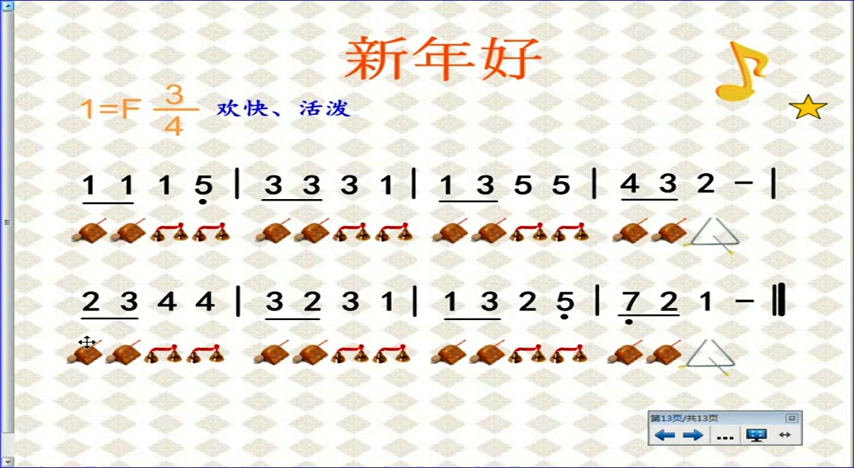 新年好
1=F 3/4 欢快、活泼
1 1 1 5 | 3 3 3 1 | 1 3 5 5 | 4 3 2 – |
2 3 4 4 | 3 2 3 1 | 1 3 2 5 | 7 2 1 – ‖
第13页/共13页
...